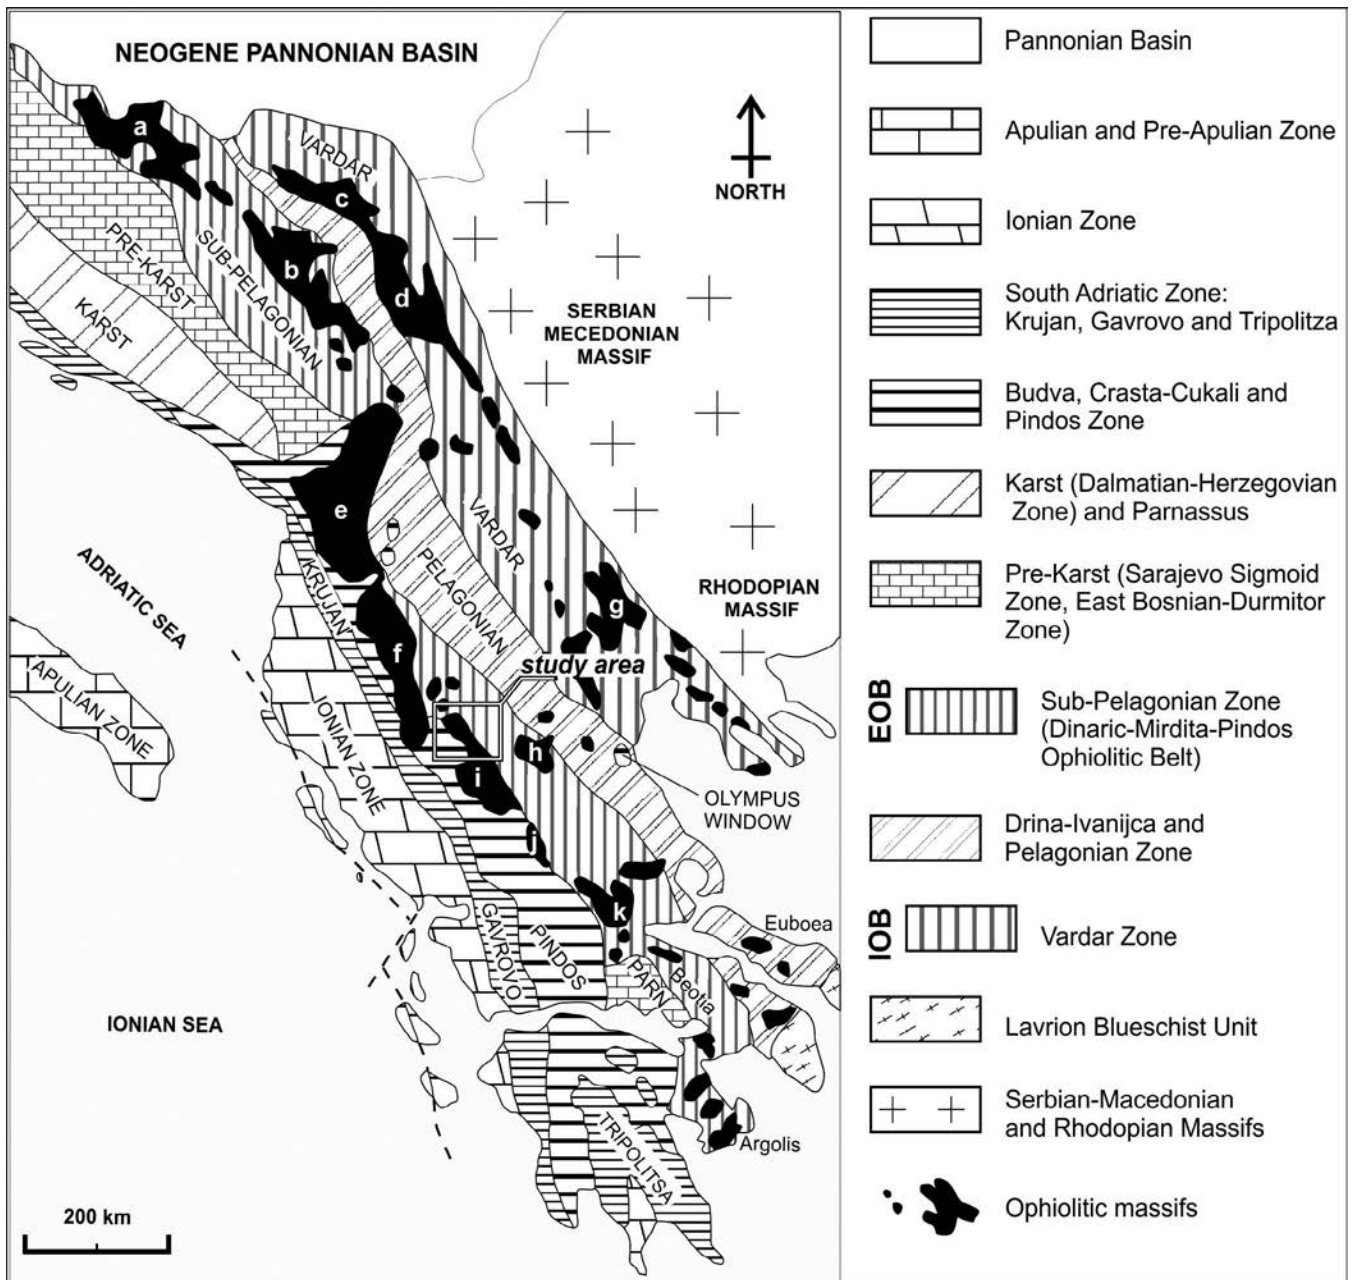 NEOGENE PANNONIAN BASIN
a
VARDAR
c
NORTH
PRE-KARST
SUB-PELAGONIAN
b
d
KARST
SERBIAN
MECEDONIAN
MASSIF
e
VARDAR
ADRIATIC SEA
KRUJAN
PELAGONIAN
RHODOPIAN
MASSIF
g
f
study area
APULIAN ZONE
IONIAN ZONE
h
i
OLYMPUS
WINDOW
j
k
GAVROVO
PINDOS
PARN
Beotia
Euboea
IONIAN SEA
TRIPOLITSA
Argolis
200 km
Pannonian Basin
Apulian and Pre-Apulian Zone
Ionian Zone
South Adriatic Zone:
Krujan, Gavrovo and Tripolitza
Budva, Crasta-Cukali and
Pindos Zone
Karst (Dalmatian-Herzegovian
Zone) and Parnassus
Pre-Karst (Sarajevo Sigmoid
Zone, East Bosnian-Durmitor
Zone)
EOB
Sub-Pelagonian Zone
(Dinaric-Mirdita-Pindos
Ophiolitic Belt)
Drina-Ivanijca and
Pelagonian Zone
IOB
Vardar Zone
Lavrion Blueschist Unit
Serbian-Macedonian
and Rhodopian Massifs
Ophiolitic massifs